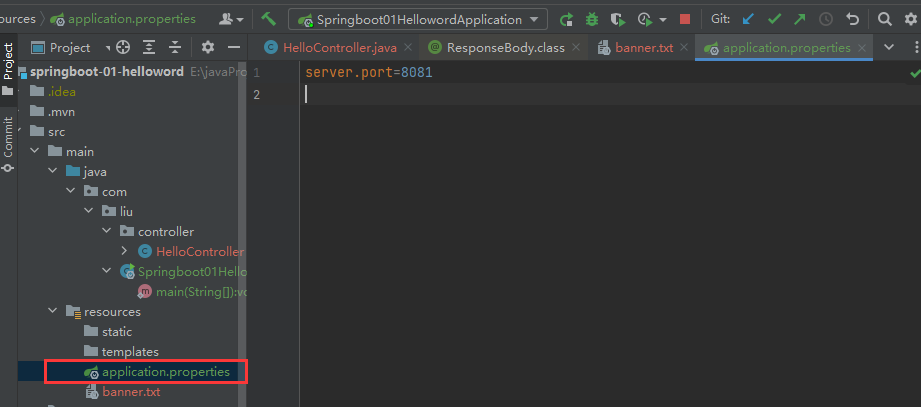 ources
application.properties
Springboot01HellowordApplication
Git:
Project
HelloController.java
ResponseBody.class
banner.txt
application.properties
Project
Commit
springboot-01-helloword E:\javaPro
.idea
.mvn
src
main
java
com
liu
controller
HelloController
Springboot01Hello
main(String[]):vo
resources
static
templates
application.properties
banner.txt
1 server.port=8081
2